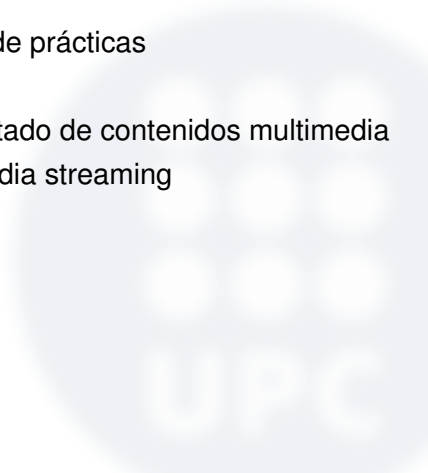 de prácticas
tado de contenidos multimedia
dia streaming
UPC